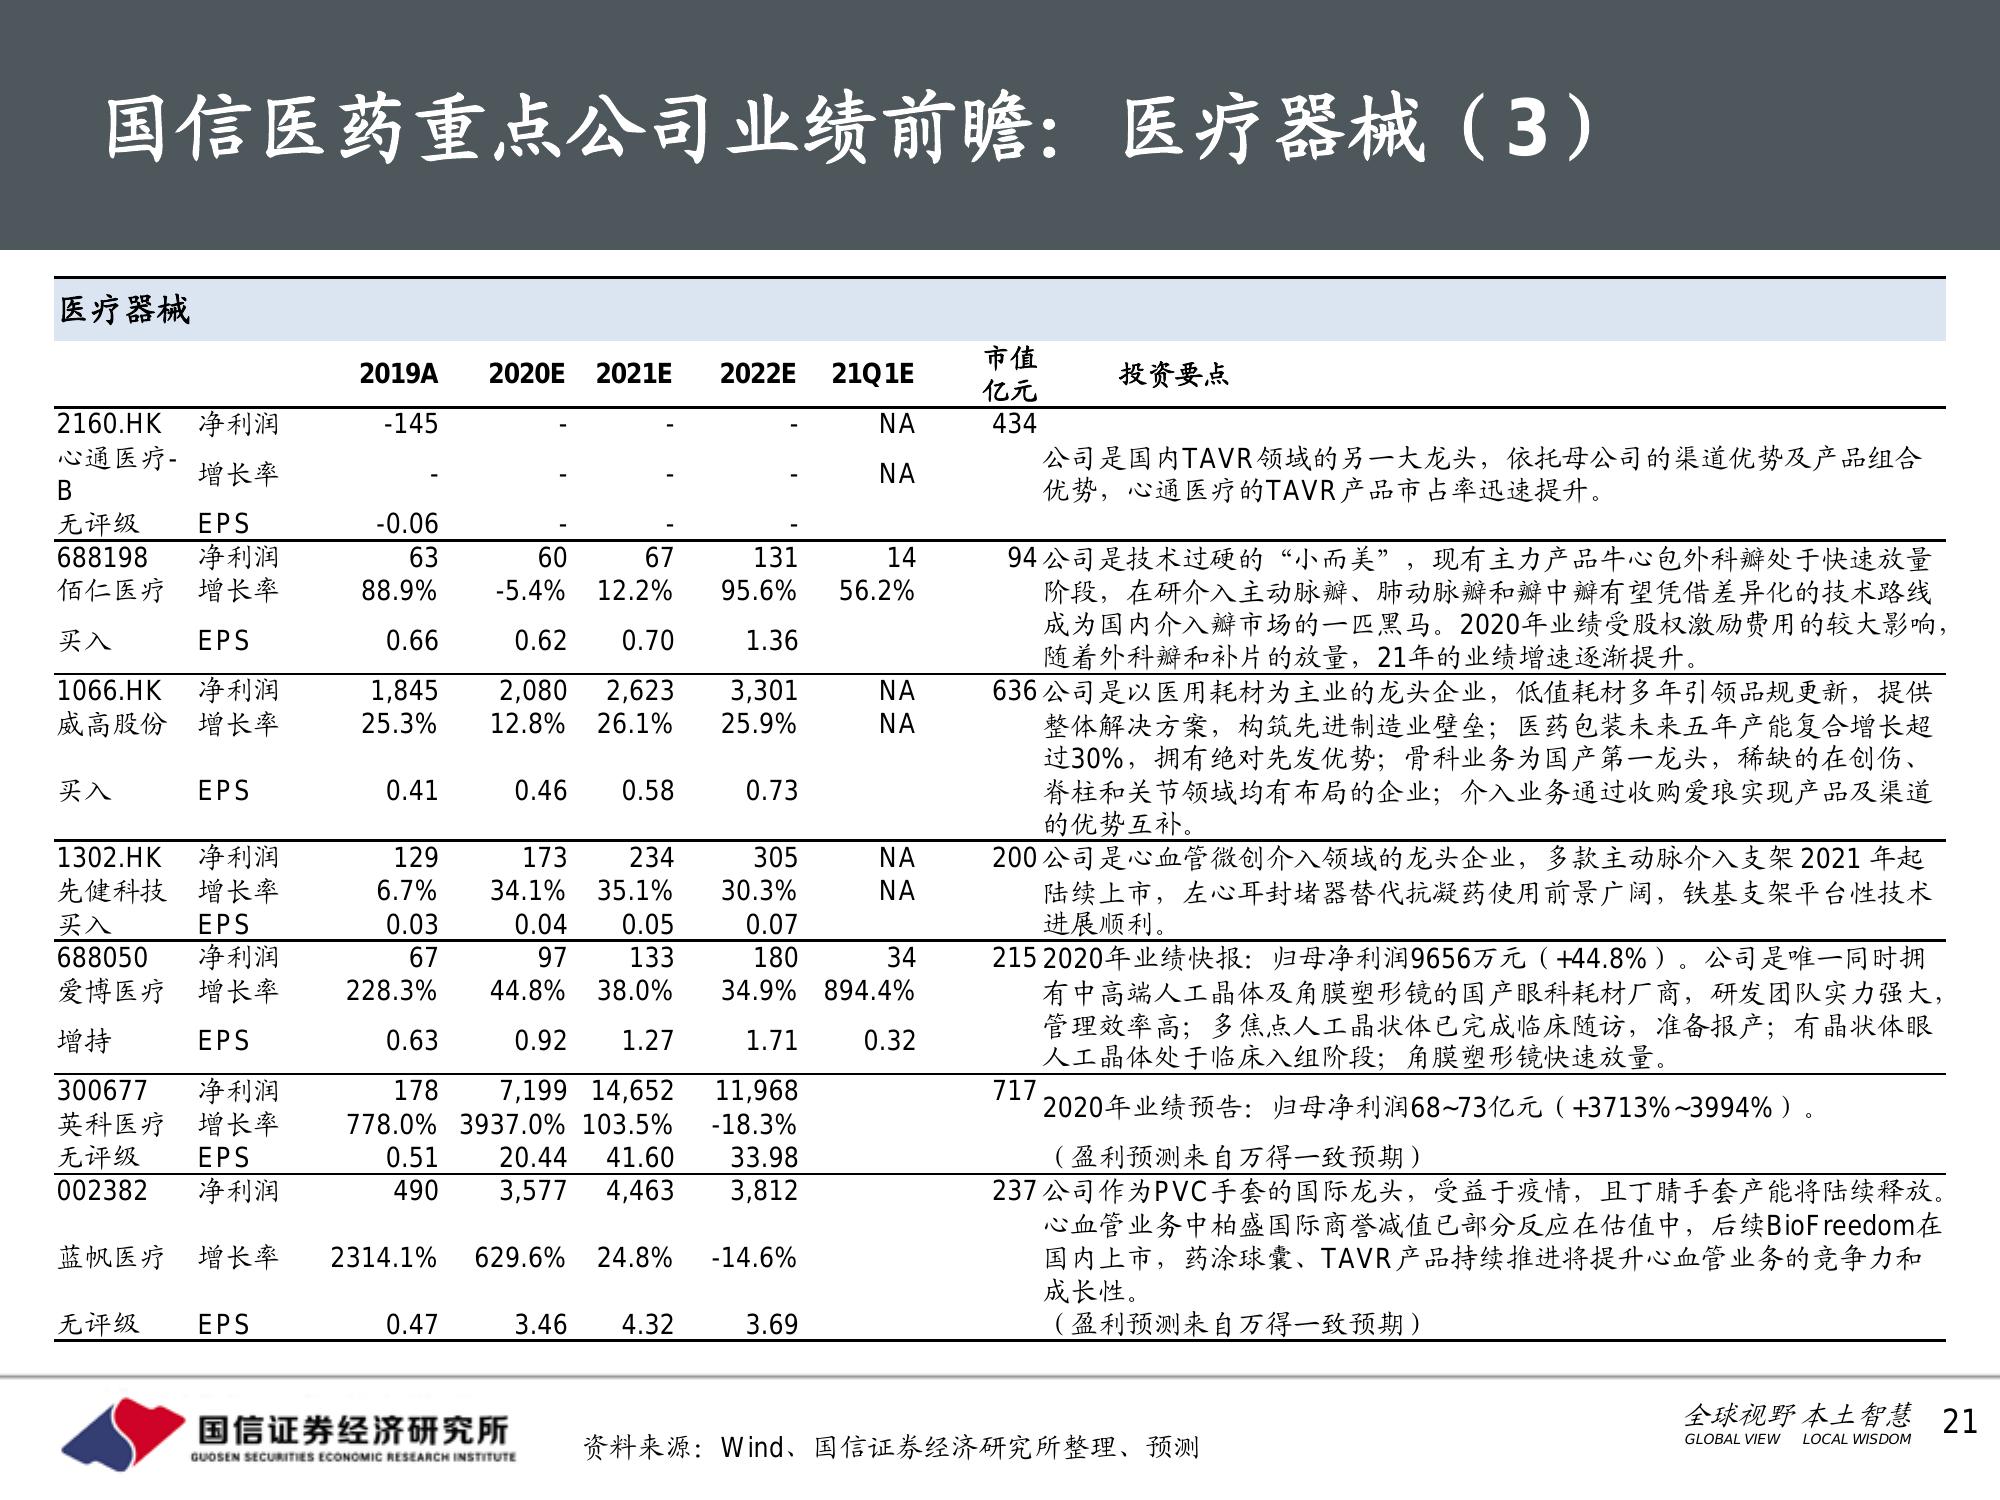 国信医药重点公司业绩前瞻：医疗器械（3）
医疗器械
2019A 2020E 2021E 2022E 21Q1E 市值亿元 投资要点
2160.HK 净利润 -145 - - - NA 434
心通医疗-B 增长率 - - - - NA
无评级 EPS -0.06 - - -
公司是国内TAVR领域的另一大龙头，依托母公司的渠道优势及产品组合
优势，心通医疗的TAVR产品市占率迅速提升。
688198 净利润 63 60 67 131 14 94
佰仁医疗 增长率 88.9% -5.4% 12.2% 95.6% 56.2%
买入 EPS 0.66 0.62 0.70 1.36
公司是技术过硬的“小而美”，现有主力产品牛心包外科瓣处于快速放量
阶段，在研介入主动脉瓣、肺动脉瓣和瓣中瓣有望凭借差异化的技术路线
成为国内介入瓣市场的一匹黑马。2020年业绩受股权激励费用的较大影响，
随着外科瓣和补片的放量，21年的业绩增速逐渐提升。
1066.HK 净利润 1,845 2,080 2,623 3,301 NA 636
威高股份 增长率 25.3% 12.8% 26.1% 25.9% NA
买入 EPS 0.41 0.46 0.58 0.73
公司是以医用耗材为主业的龙头企业，低值耗材多年引领品规更新，提供
整体解决方案，构筑先进制造业壁垒；医药包装未来五年产能复合增长超
过30%，拥有绝对先发优势；骨科业务为国产第一龙头，稀缺的在创伤、
脊柱和关节领域均有布局的企业；介入业务通过收购爱琅实现产品及渠道
的优势互补。
1302.HK 净利润 129 173 234 305 NA 200
先健科技 增长率 6.7% 34.1% 35.1% 30.3% NA
买入 EPS 0.03 0.04 0.05 0.07
公司是心血管微创介入领域的龙头企业，多款主动脉介入支架 2021 年起
陆续上市，左心耳封堵器替代抗凝药使用前景广阔，铁基支架平台性技术
进展顺利。
688050 净利润 67 97 133 180 34 215
爱博医疗 增长率 228.3% 44.8% 38.0% 34.9% 894.4%
增持 EPS 0.63 0.92 1.27 1.71 0.32
2020年业绩快报：归母净利润9656万元（+44.8%）。公司是唯一同时拥
有中高端人工晶体及角膜塑形镜的国产眼科耗材厂商，研发团队实力强大，
管理效率高；多焦点人工晶状体已完成临床随访，准备报产；有晶状体眼
人工晶体处于临床入组阶段；角膜塑形镜快速放量。
300677 净利润 178 7,199 14,652 11,968 717
英科医疗 增长率 778.0% 3937.0% 103.5% -18.3%
无评级 EPS 0.51 20.44 41.60 33.98
2020年业绩预告：归母净利润68~73亿元（+3713%~3994%）。
（盈利预测来自万得一致预期）
002382 净利润 490 3,577 4,463 3,812 237
蓝帆医疗 增长率 2314.1% 629.6% 24.8% -14.6%
无评级 EPS 0.47 3.46 4.32 3.69
公司作为PVC手套的国际龙头，受益于疫情，且丁腈手套产能将陆续释放。
心血管业务中柏盛国际商誉减值已部分反应在估值中，后续BioFreedom在
国内上市，药涂球囊、TAVR产品持续推进将提升心血管业务的竞争力和
成长性。
（盈利预测来自万得一致预期）
国信证券经济研究所
GUOSEN SECURITIES ECONOMIC RESEARCH INSTITUTE
资料来源：Wind、国信证券经济研究所整理、预测
全球视野 本土智慧
GLOBAL VIEW LOCAL WISDOM
21